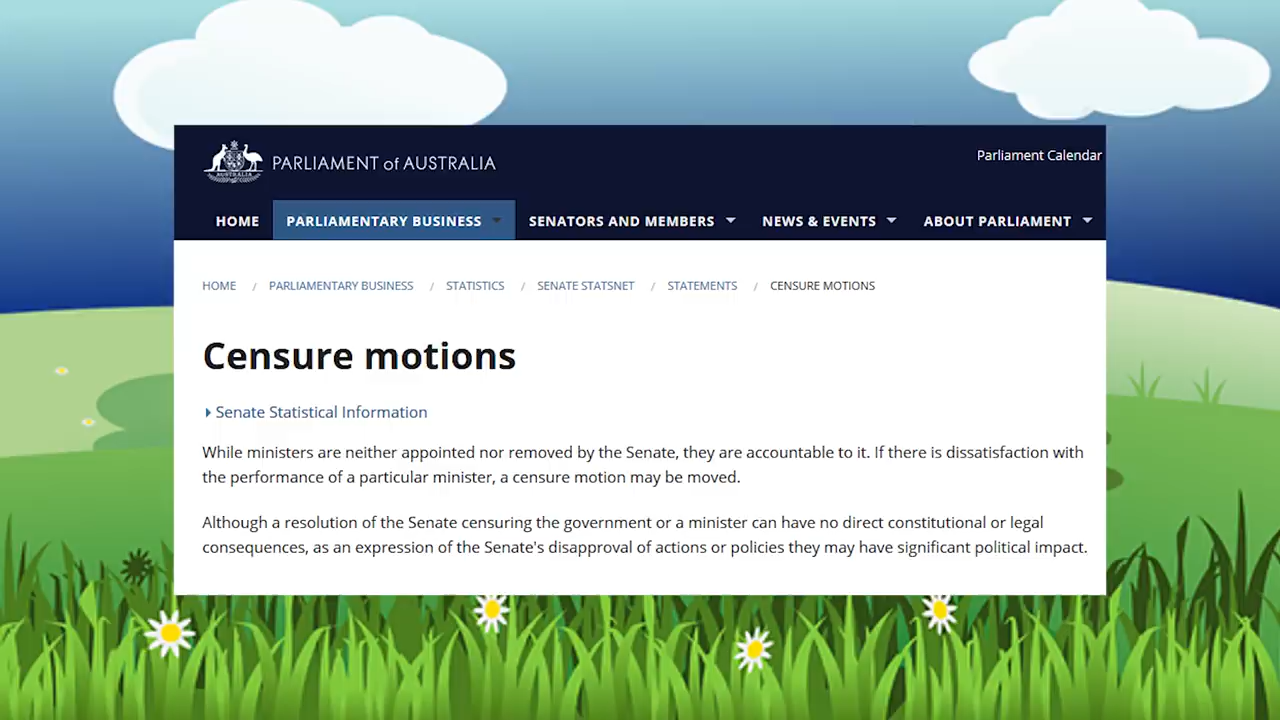 PARLIAMENT of AUSTRALIA
Parliament Calendar
HOME PARLIAMENTARY BUSINESS SENATORS AND MEMBERS NEWS & EVENTS ABOUT PARLIAMENT
HOME / PARLIAMENTARY BUSINESS / STATISTICS / SENATE STATSNET / STATEMENTS / CENSURE MOTIONS
Censure motions
Senate Statistical Information
While ministers are neither appointed nor removed by the Senate, they are accountable to it. If there is dissatisfaction with
the performance of a particular minister, a censure motion may be moved.
Although a resolution of the Senate censuring the government or a minister can have no direct constitutional or legal
consequences, as an expression of the Senate's disapproval of actions or policies they may have significant political impact.